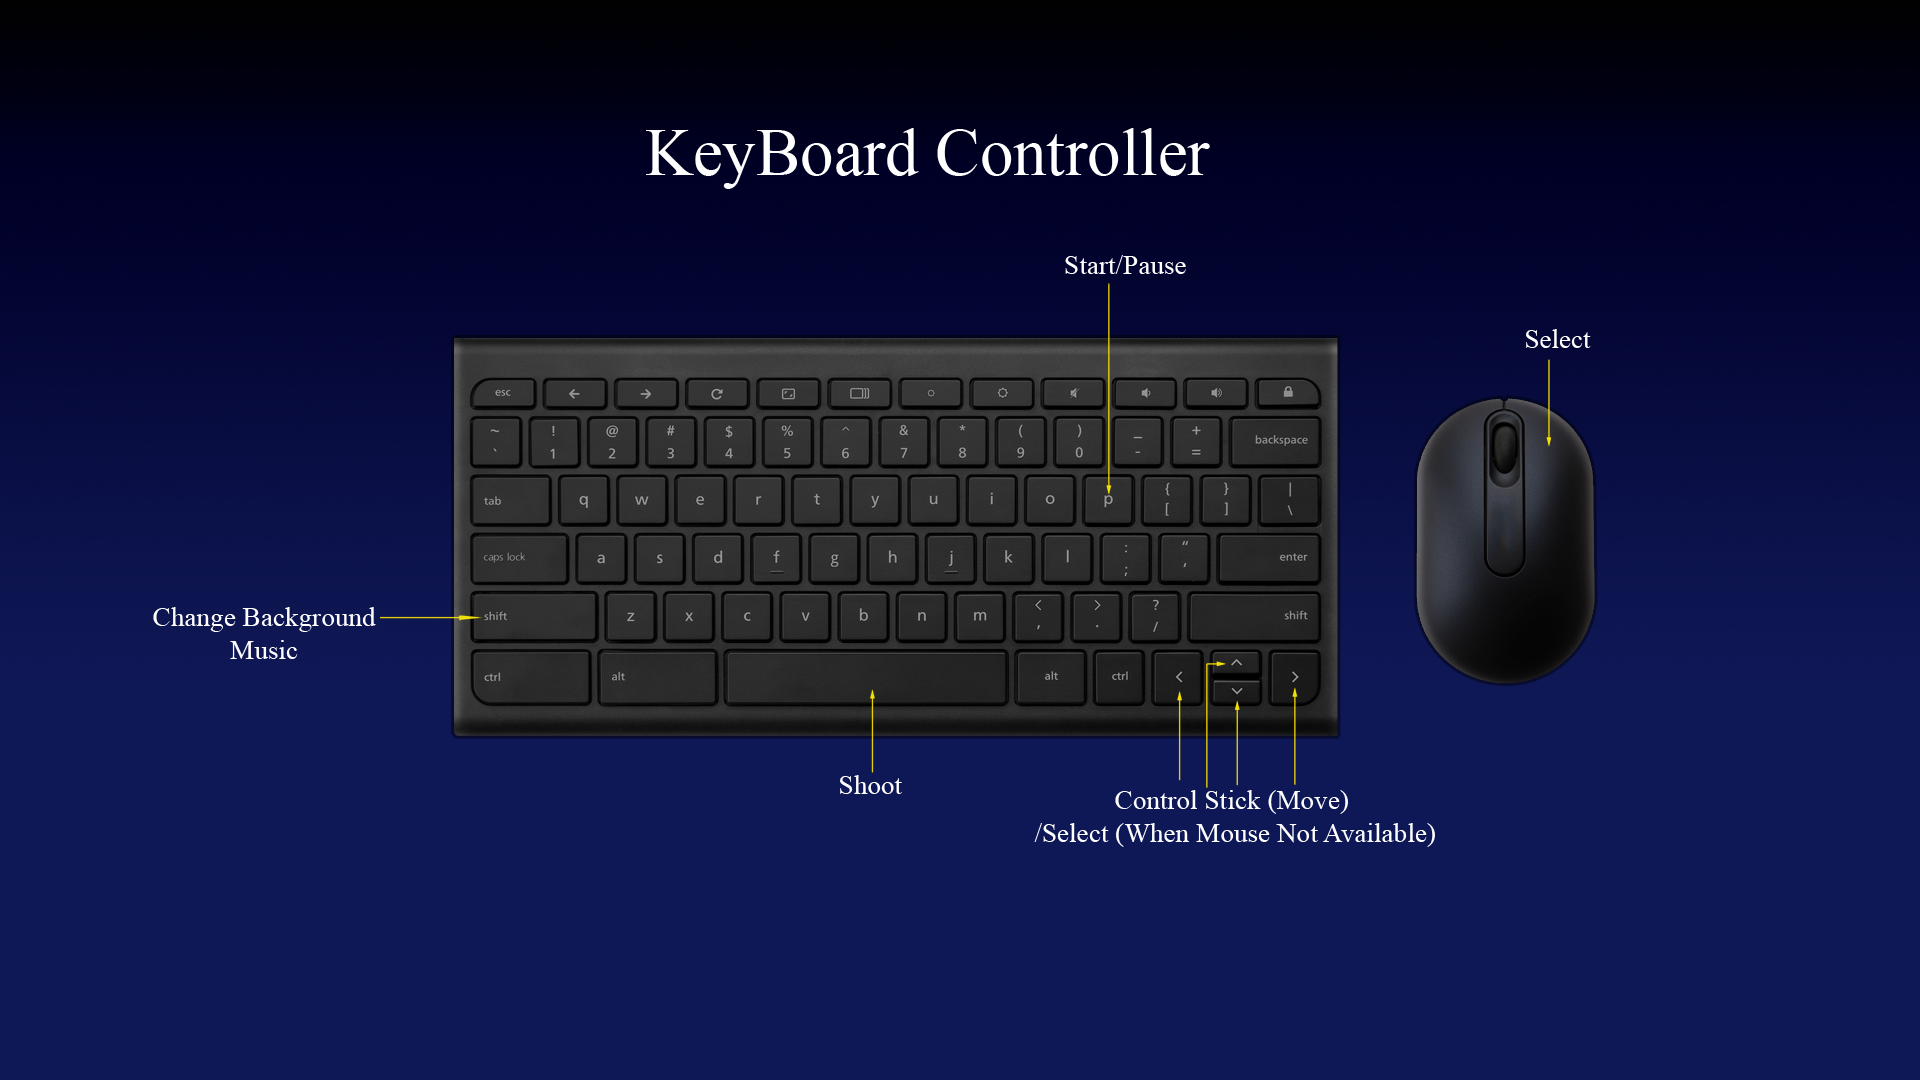 KeyBoard Controller
Start/Pause
Select
esc
~ ! @ # $ % ^ & * ( ) _ +
` 1 2 3 4 5 6 7 8 9 0 - = backspace
tab q w e r t y u i o p { } |
[ ] \
caps lock a s d f g h j k l : “ enter
; ,
Change Background
Music
shift z x c v b n m < > ? shift
, . /
ctrl alt alt ctrl < ^ >
Shoot
Control Stick (Move)
/Select (When Mouse Not Available)